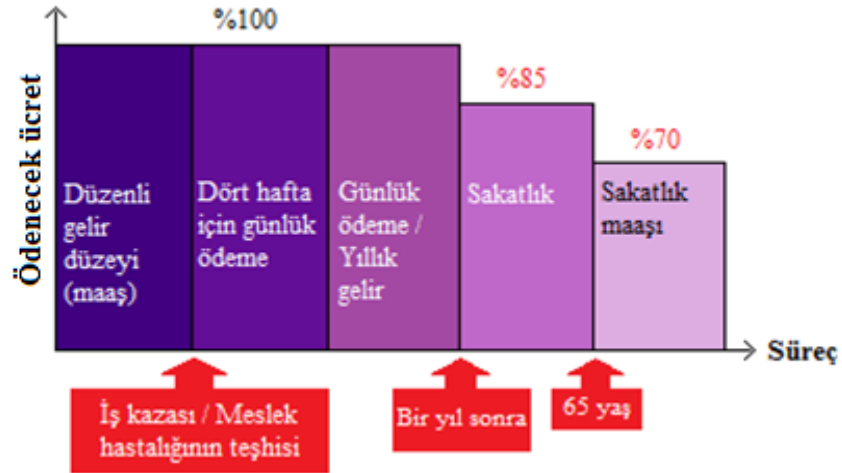 %100
%85
%70
Ödenecek ücret
Düzenli
gelir
düzeyi
(maaş)
Dört hafta
için günlük
ödeme
Günlük
ödeme /
Yıllık
gelir
Sakatlık
Sakatlık
maaşı
Süreç
İş kazası / Meslek
hastalığının teşhisi
Bir yıl sonra
65 yaş